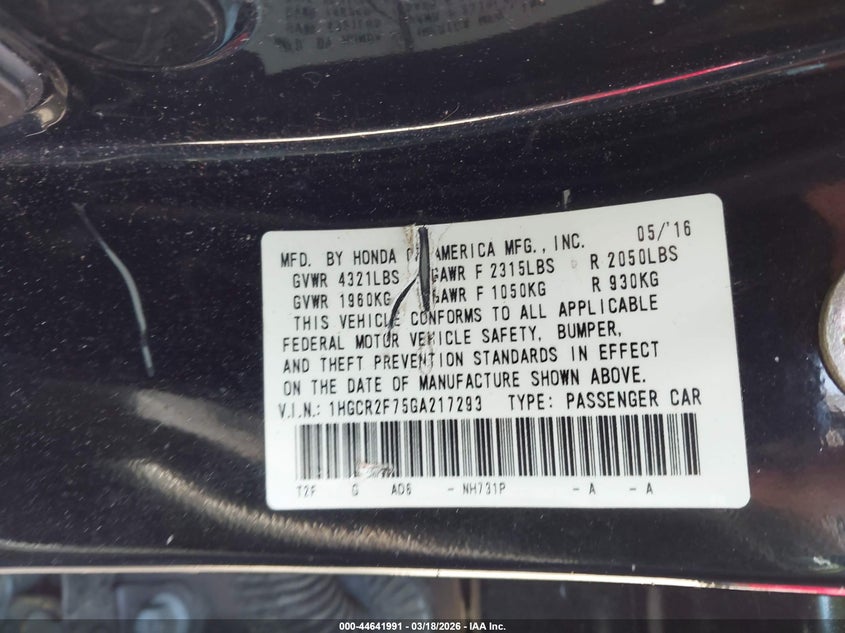 MFD. BY HONDA OF AMERICA MFG., INC. 05/'16
GVWR 4321LBS GAWR F 2315LBS R 2050LBS
GVWR 1960KG GAWR F 1050KG R 930KG
THIS VEHICLE CONFORMS TO ALL APPLICABLE
FEDERAL MOTOR VEHICLE SAFETY, BUMPER,
AND THEFT PREVENTION STANDARDS IN EFFECT
ON THE DATE OF MANUFACTURE SHOWN ABOVE.
V.I.N.: 1HGCR2F75GA217293 TYPE: PASSENGER CAR
T2F G AO6 - NH731P - A - A
000-44641991 | 03/18/2026 - IAA Inc.